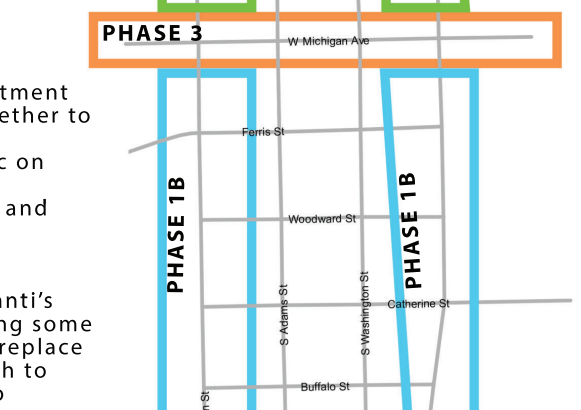 PHASE 3
W Michigan Ave
tment
ether to
c on
and
anti's
ng some
replace
h to
Ferris St
PHASE 1B
PHASE 1B
Woodward St
S Adams St
S Washington St
Catherine St
Buffalo St
n St